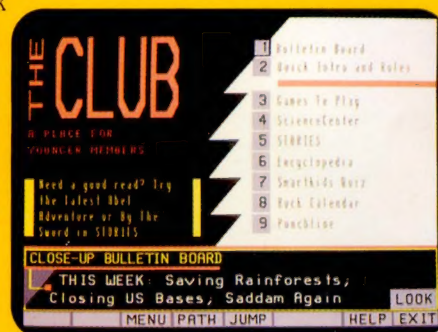 THE
CLUB
A PLACE FOR
YOUNGER MEMBERS
Need a good read? Try
the latest Abel
Adventure or By The
Sword in STORIES
1 Bulletin Board
2 Quick Intro and Rules
3 Games To Play
4 ScienceCenter
5 STORIES
6 Encyclopedia
7 Smartkids Quiz
8 Rock Calendar
9 Punchline
CLOSE-UP BULLETIN BOARD
THIS WEEK: Saving Rainforests,
Closing US Bases, Saddam Again
LOOK
MENU PATH JUMP HELP EXIT